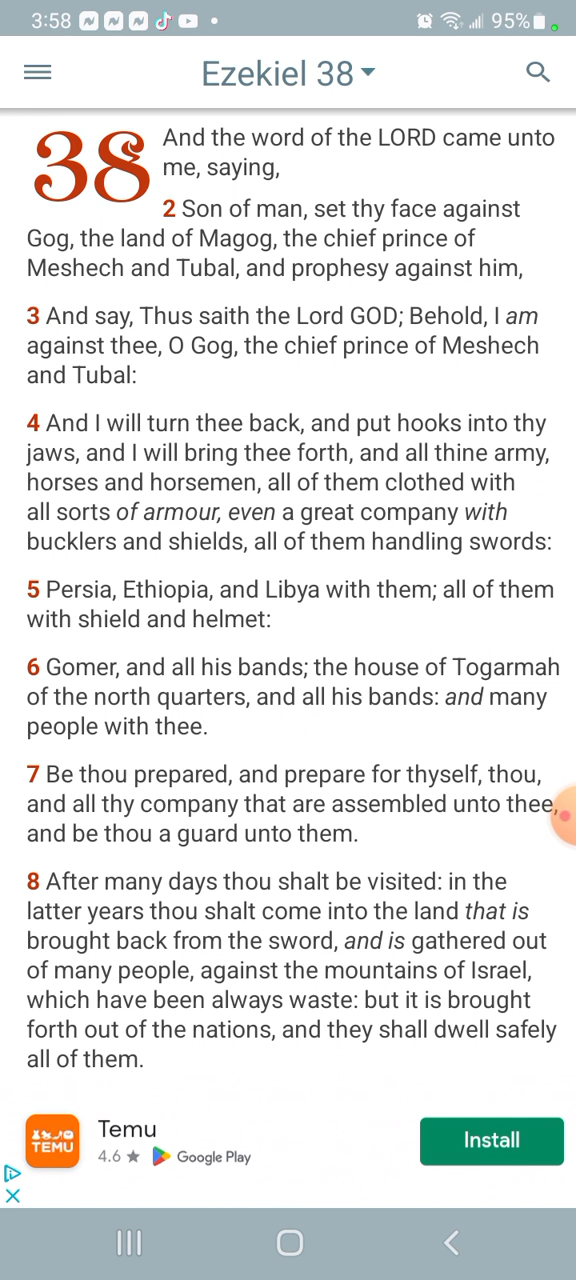 3:58
95%
Ezekiel 38
38 And the word of the LORD came unto
me, saying,
2 Son of man, set thy face against
Gog, the land of Magog, the chief prince of
Meshech and Tubal, and prophesy against him,
3 And say, Thus saith the Lord GOD; Behold, I am
against thee, O Gog, the chief prince of Meshech
and Tubal:
4 And I will turn thee back, and put hooks into thy
jaws, and I will bring thee forth, and all thine army,
horses and horsemen, all of them clothed with
all sorts of armour, even a great company with
bucklers and shields, all of them handling swords:
5 Persia, Ethiopia, and Libya with them; all of them
with shield and helmet:
6 Gomer, and all his bands; the house of Togarmah
of the north quarters, and all his bands: and many
people with thee.
7 Be thou prepared, and prepare for thyself, thou,
and all thy company that are assembled unto thee,
and be thou a guard unto them.
8 After many days thou shalt be visited: in the
latter years thou shalt come into the land that is
brought back from the sword, and is gathered out
of many people, against the mountains of Israel,
which have been always waste: but it is brought
forth out of the nations, and they shall dwell safely
all of them.
TEMU
Temu
4.6 ★ Google Play
Install